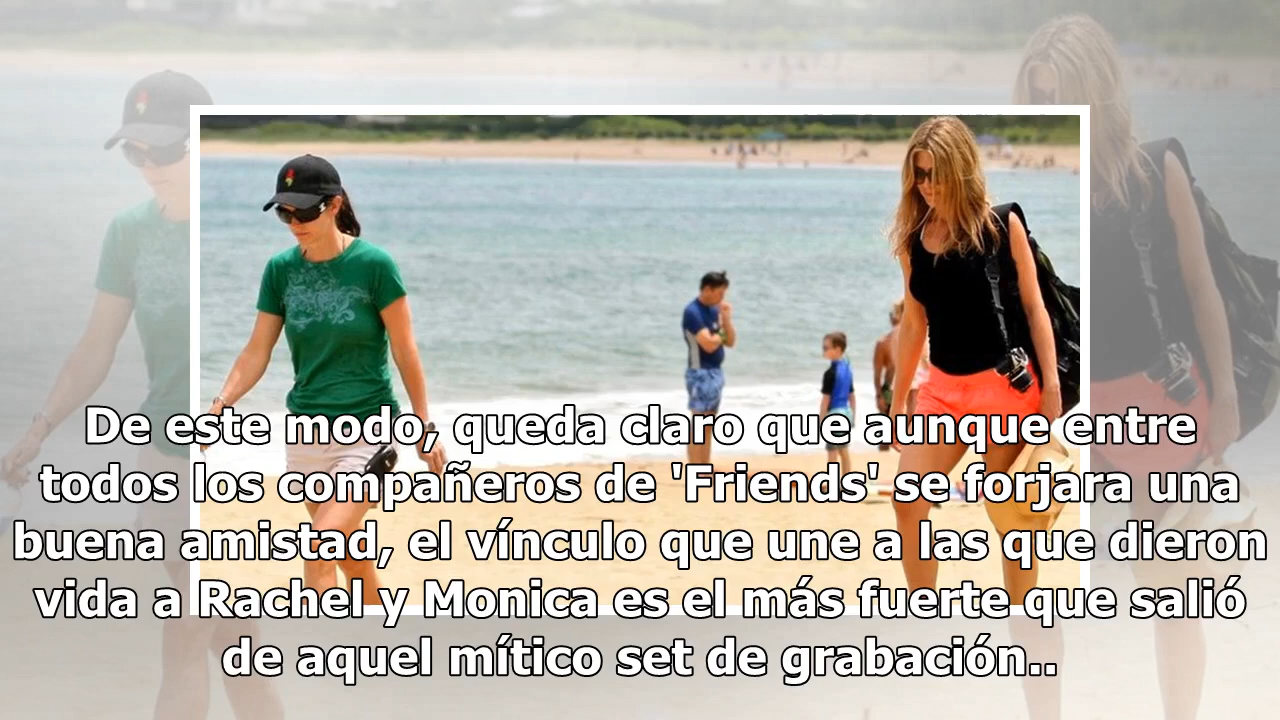 De este modo, queda claro que aunque entre
todos los compañeros de 'Friends' se forjara una
buena amistad, el vínculo que une a las que dieron
vida a Rachel y Monica es el más fuerte que salió
de aquel mítico set de grabación..